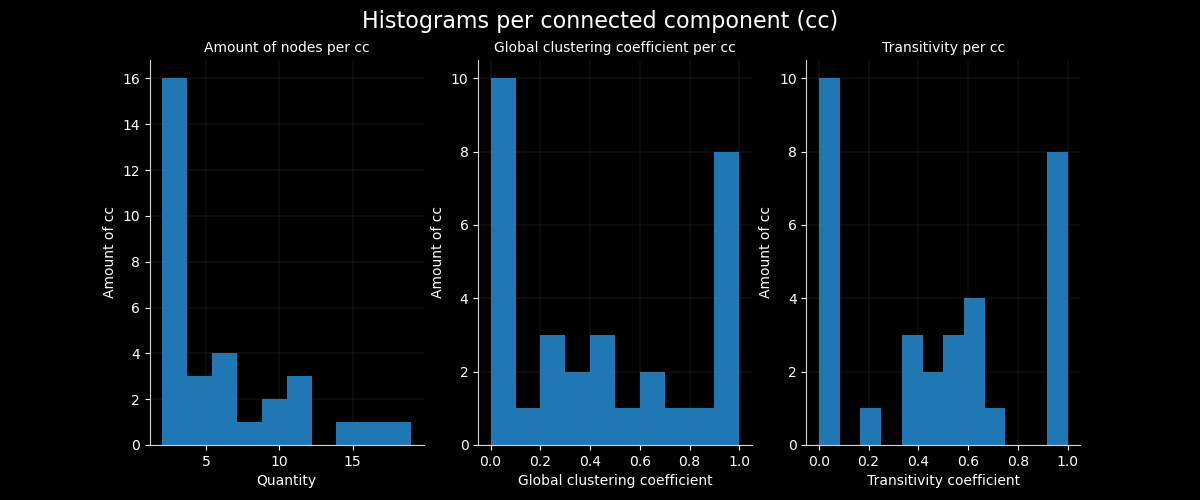 Histograms per connected component (cc)
Amount of nodes per cc
Amount of cc
16
14
12
10
8
6
4
2
0
5 10 15
Quantity
Global clustering coefficient per cc
Amount of cc
10
8
6
4
2
0
0.0 0.2 0.4 0.6 0.8 1.0
Global clustering coefficient
Transitivity per cc
Amount of cc
10
8
6
4
2
0
0.0 0.2 0.4 0.6 0.8 1.0
Transitivity coefficient